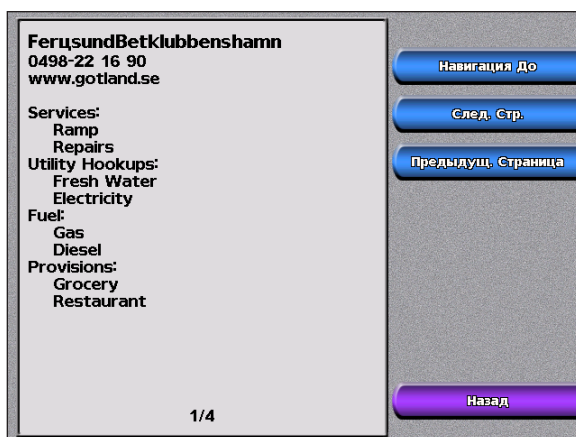 FerцsundBetklubbenshamn
0498-22 16 90
www.gotland.se
Services:
Ramp
Repairs
Utility Hookups:
Fresh Water
Electricity
Fuel:
Gas
Diesel
Provisions:
Grocery
Restaurant
1/4
Навигация До
След. Стр.
Предыдущ. Страница
Назад